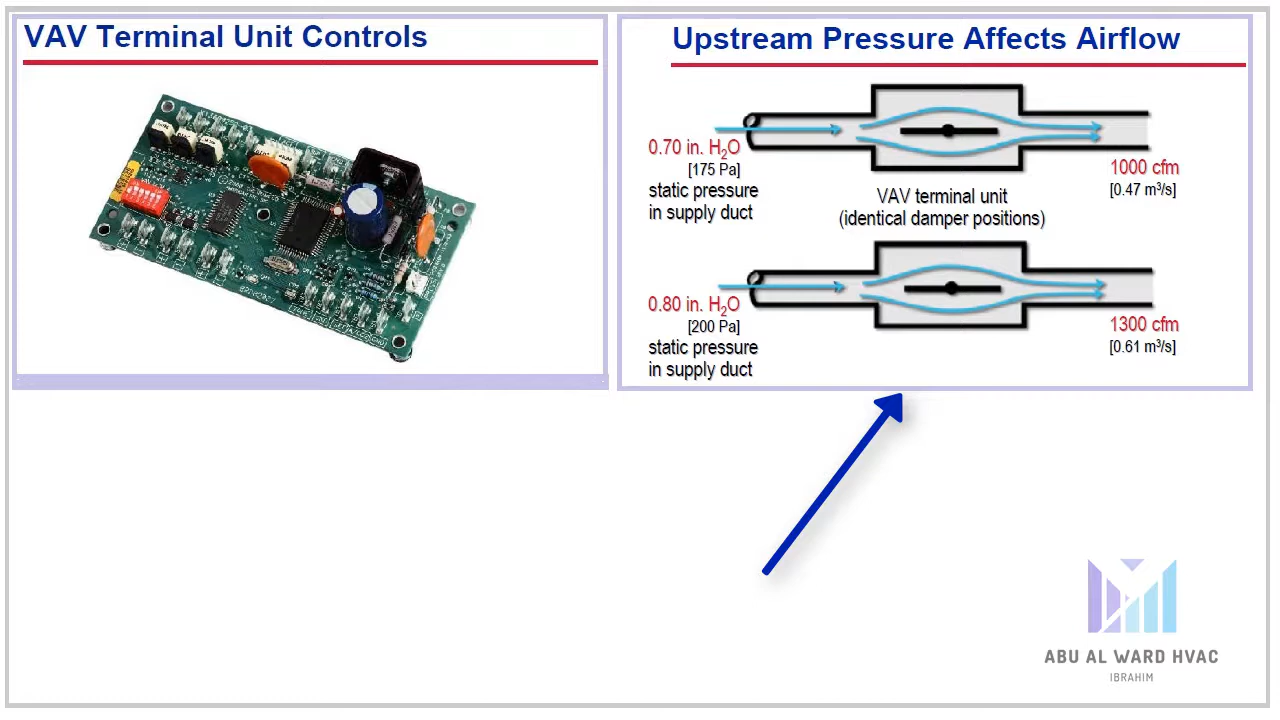 VAV Terminal Unit Controls
Upstream Pressure Affects Airflow
0.70 in. H₂O
[175 Pa]
static pressure
in supply duct
VAV terminal unit
(identical damper positions)
1000 cfm
[0.47 m³/s]
0.80 in. H₂O
[200 Pa]
static pressure
in supply duct
1300 cfm
[0.61 m³/s]
ABU AL WARD HVAC
IBRAHIM